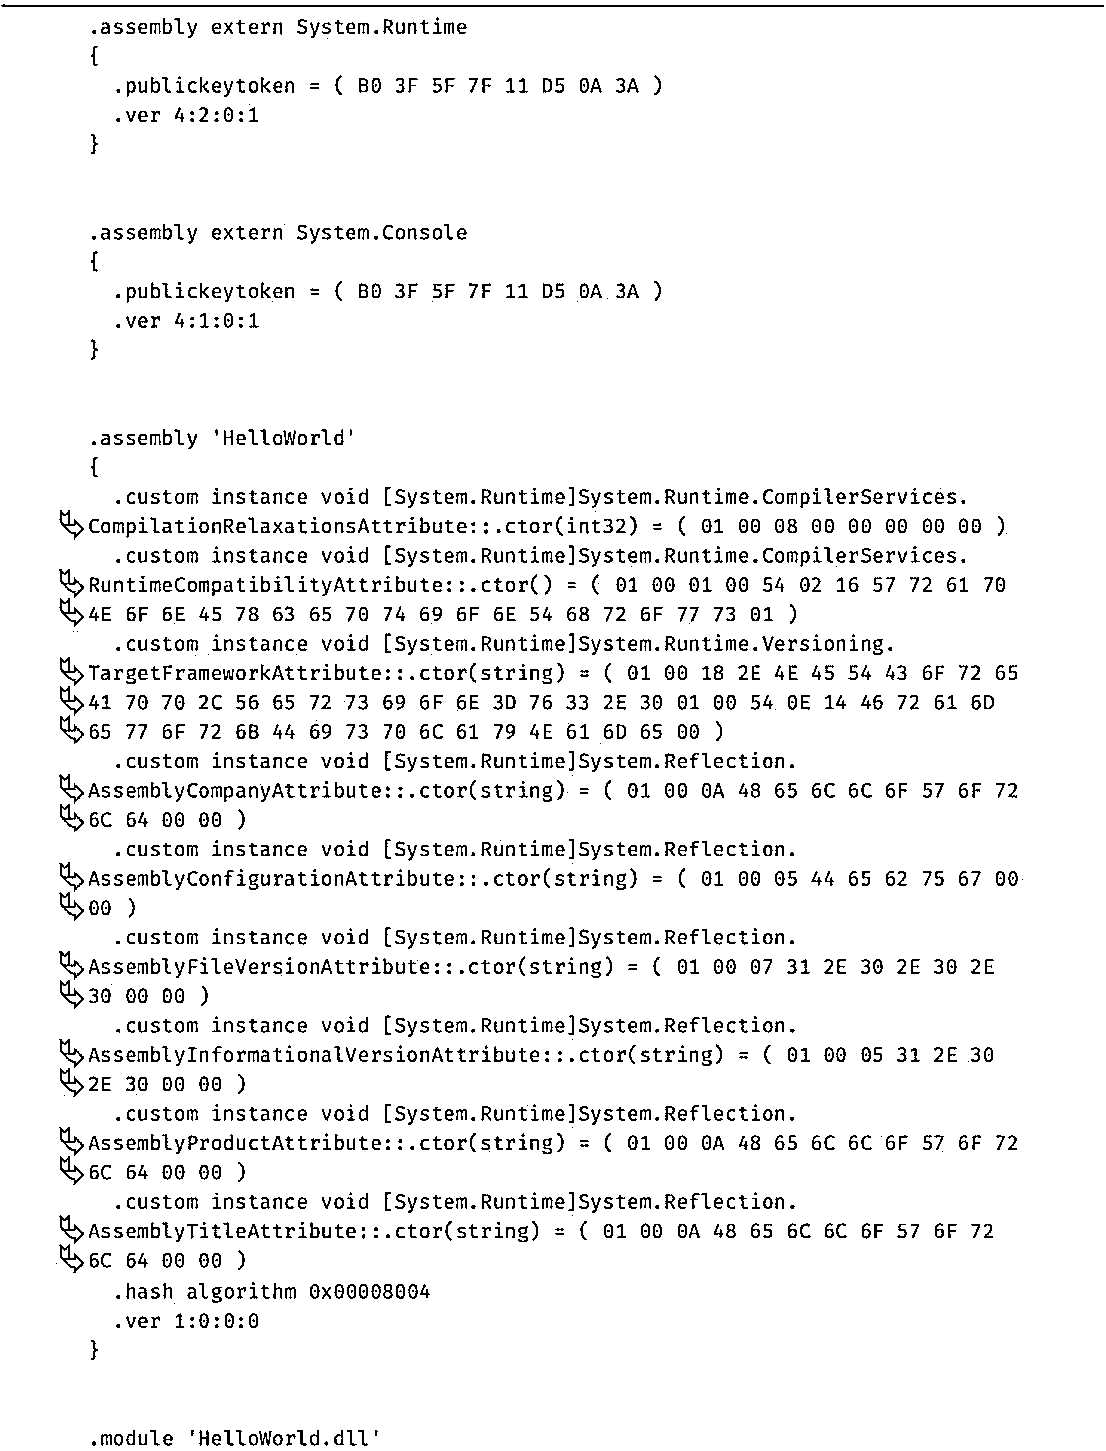 .assembly extern System.Runtime
{
.publickeytoken = ( B0 3F 5F 7F 11 D5 0A 3A )
.ver 4:2:0:1
}
.assembly extern System.Console
{
.publickeytoken = ( B0 3F 5F 7F 11 D5 0A 3A )
.ver 4:1:0:1
}
.assembly 'HelloWorld'
{
.custom instance void [System.Runtime]System.Runtime.CompilerServices.
CompilationRelaxationsAttribute::.ctor(int32) = ( 01 00 08 00 00 00 00 00 )
.custom instance void [System.Runtime]System.Runtime.CompilerServices.
RuntimeCompatibilityAttribute::.ctor() = ( 01 00 01 00 54 02 16 57 72 61 70
4E 6F 6E 45 78 63 65 70 74 69 6F 6E 54 68 72 6F 77 73 01 )
.custom instance void [System.Runtime]System.Runtime.Versioning.
TargetFrameworkAttribute::.ctor(string) = ( 01 00 18 2E 4E 45 54 43 6F 72 65
41 70 70 2C 56 65 72 73 69 6F 6E 3D 76 33 2E 30 01 00 54 0E 14 46 72 61 6D
65 77 6F 72 6B 44 69 73 70 6C 61 79 4E 61 6D 65 00 )
.custom instance void [System.Runtime]System.Reflection.
AssemblyCompanyAttribute::.ctor(string) = ( 01 00 0A 48 65 6C 6C 6F 57 6F 72
6C 64 00 00 )
.custom instance void [System.Runtime]System.Reflection.
AssemblyConfigurationAttribute::.ctor(string) = ( 01 00 05 44 65 62 75 67 00
00 )
.custom instance void [System.Runtime]System.Reflection.
AssemblyFileVersionAttribute::.ctor(string) = ( 01 00 07 31 2E 30 2E 30 2E
30 00 00 )
.custom instance void [System.Runtime]System.Reflection.
AssemblyInformationalVersionAttribute::.ctor(string) = ( 01 00 05 31 2E 30
2E 30 00 00 )
.custom instance void [System.Runtime]System.Reflection.
AssemblyProductAttribute::.ctor(string) = ( 01 00 0A 48 65 6C 6C 6F 57 6F 72
6C 64 00 00 )
.custom instance void [System.Runtime]System.Reflection.
AssemblyTitleAttribute::.ctor(string) = ( 01 00 0A 48 65 6C 6C 6F 57 6F 72
6C 64 00 00 )
.hash algorithm 0x00008004
.ver 1:0:0:0
}
.module 'HelloWorld.dll'